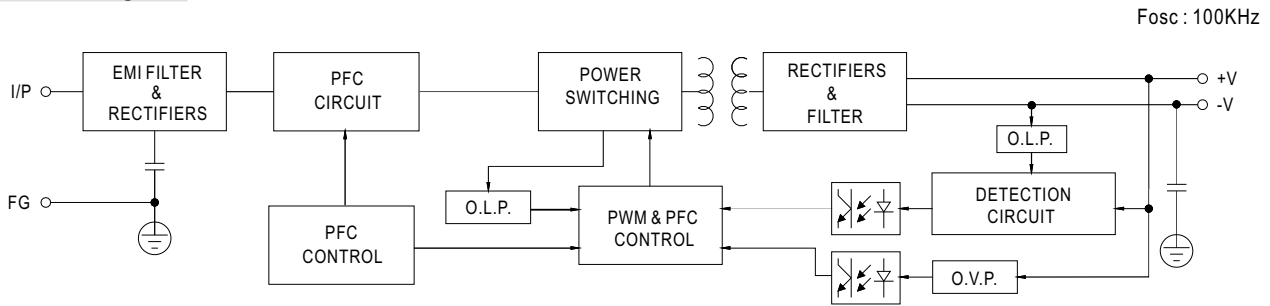 Fosc : 100KHz
I/P
EMI FILTER
&
RECTIFIERS
PFC
CIRCUIT
POWER
SWITCHING
RECTIFIERS
&
FILTER
+V
-V
O.L.P.
FG
O.L.P.
PFC
CONTROL
PWM & PFC
CONTROL
DETECTION
CIRCUIT
O.V.P.